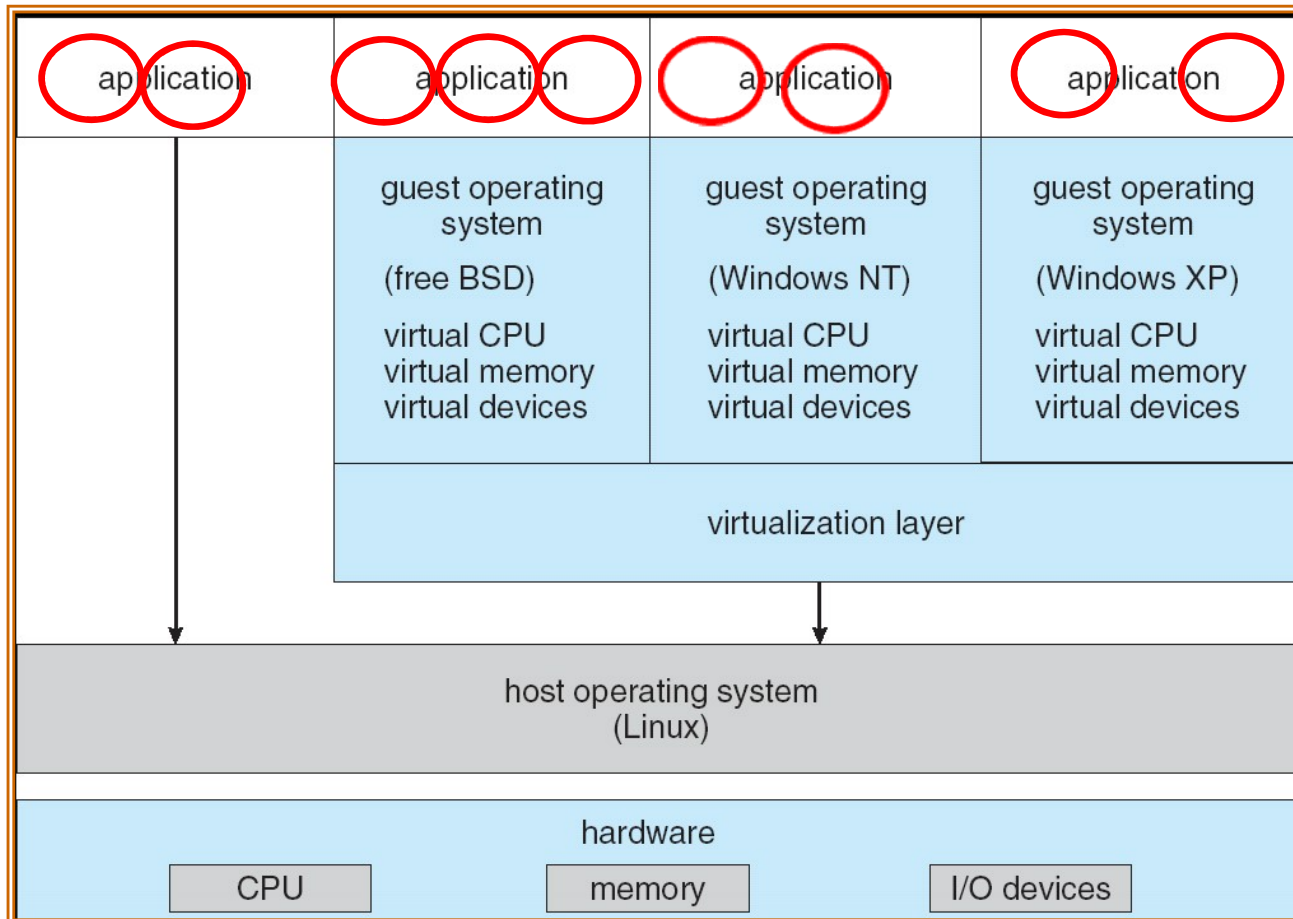 application
application
application
application
guest operating
system
(free BSD)
virtual CPU
virtual memory
virtual devices
guest operating
system
(Windows NT)
virtual CPU
virtual memory
virtual devices
guest operating
system
(Windows XP)
virtual CPU
virtual memory
virtual devices
virtualization layer
host operating system
(Linux)
hardware
CPU
memory
I/O devices